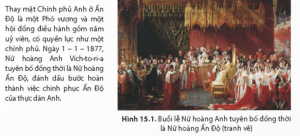 Thay mặt Chính phủ Anh ở Ấn
Độ là một Phó vương và một
hội đồng điều hành gồm năm
uỷ viên, có quyền lực như một
chính phủ. Ngày 1 – 1 – 1877,
Nữ hoàng Anh Vích-to-ri-a
tuyên bố đồng thời là Nữ hoàng
Ấn Độ, đánh dấu bước hoàn
thành việc chinh phục Ấn Độ
của thực dân Anh.
Hình 15.1. Buổi lễ Nữ hoàng Anh tuyên bố đồng thời
là Nữ hoàng Ấn Độ (tranh vẽ)